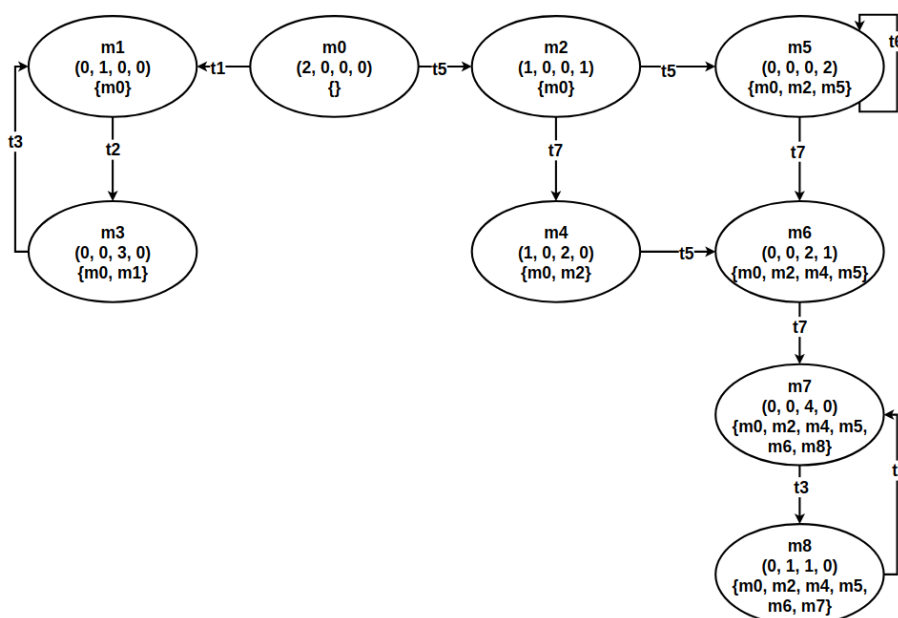 m1
(0, 1, 0, 0)
{m0}
t1
m0
(2, 0, 0, 0)
{}
t5
m2
(1, 0, 0, 1)
{m0}
t5
m5
(0, 0, 0, 2)
{m0, m2, m5}
t3
t2
t7
t7
m3
(0, 0, 3, 0)
{m0, m1}
m4
(1, 0, 2, 0)
{m0, m2}
t5
m6
(0, 0, 2, 1)
{m0, m2, m4, m5}
t7
m7
(0, 0, 4, 0)
{m0, m2, m4, m5,
m6, m8}
t3
m8
(0, 1, 1, 0)
{m0, m2, m4, m5,
m6, m7}